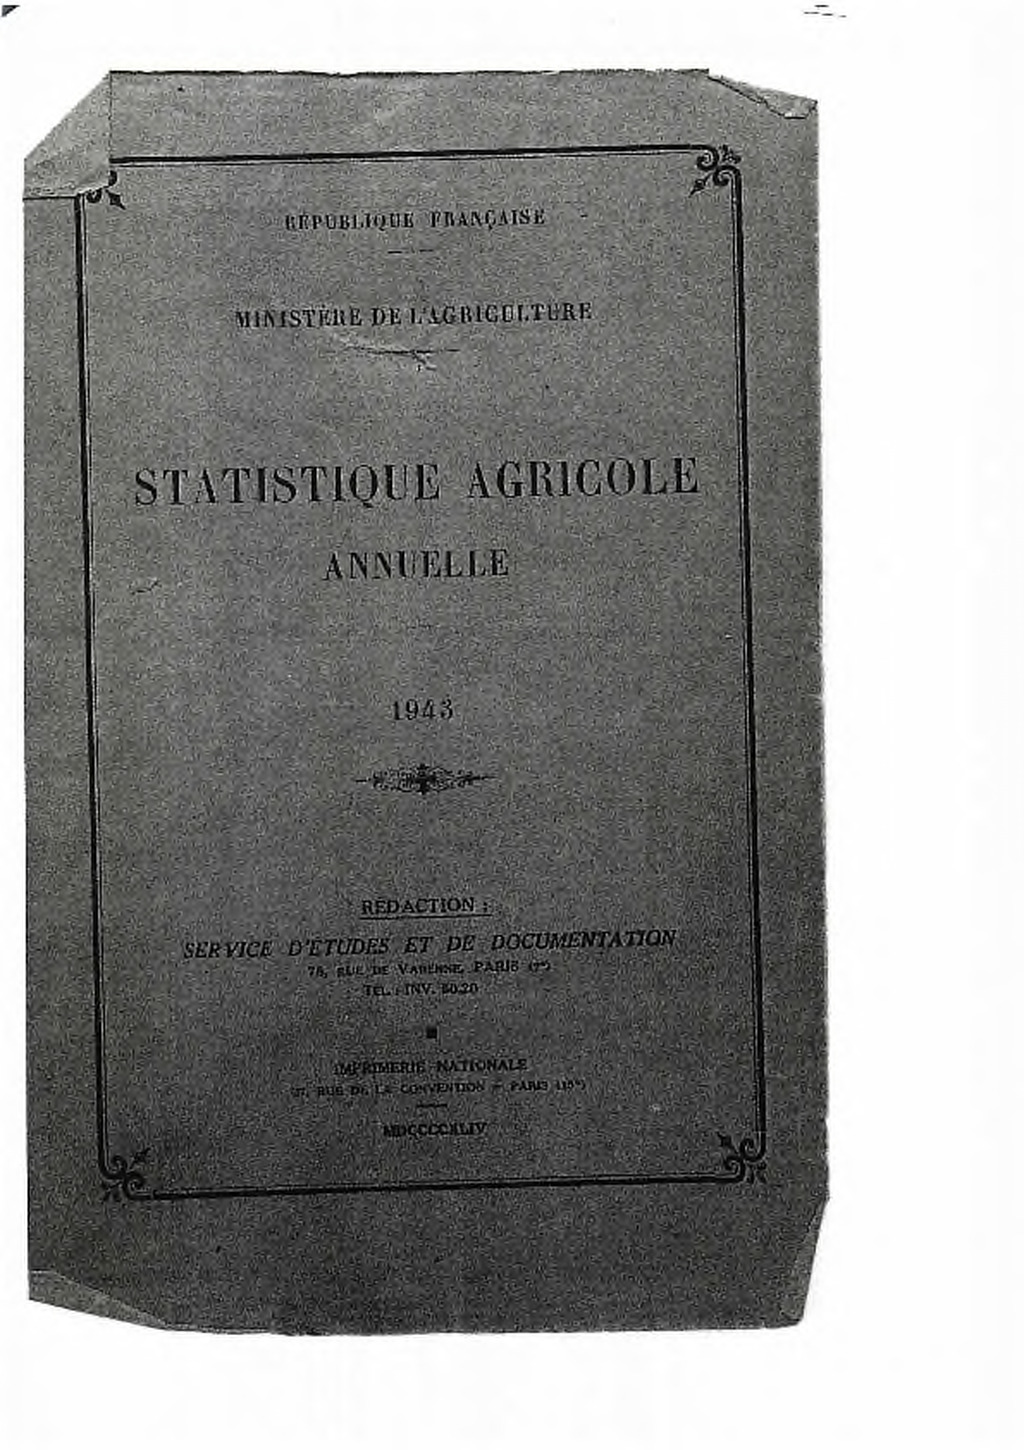 RÉPUBLIQUE FRANÇAISE
MINISTÈRE DE L'AGRICULTURE
STATISTIQUE AGRICOLE
ANNUELLE
1943
RÉDACTION :
SERVICE D'ÉTUDES ET DE DOCUMENTATION
78, RUE DE VARENNE, PARIS (7e)
TÉL. : INV. 50.20
IMPRIMERIE NATIONALE
27, RUE DE LA CONVENTION — PARIS (15e)
MDCCCCXLIV